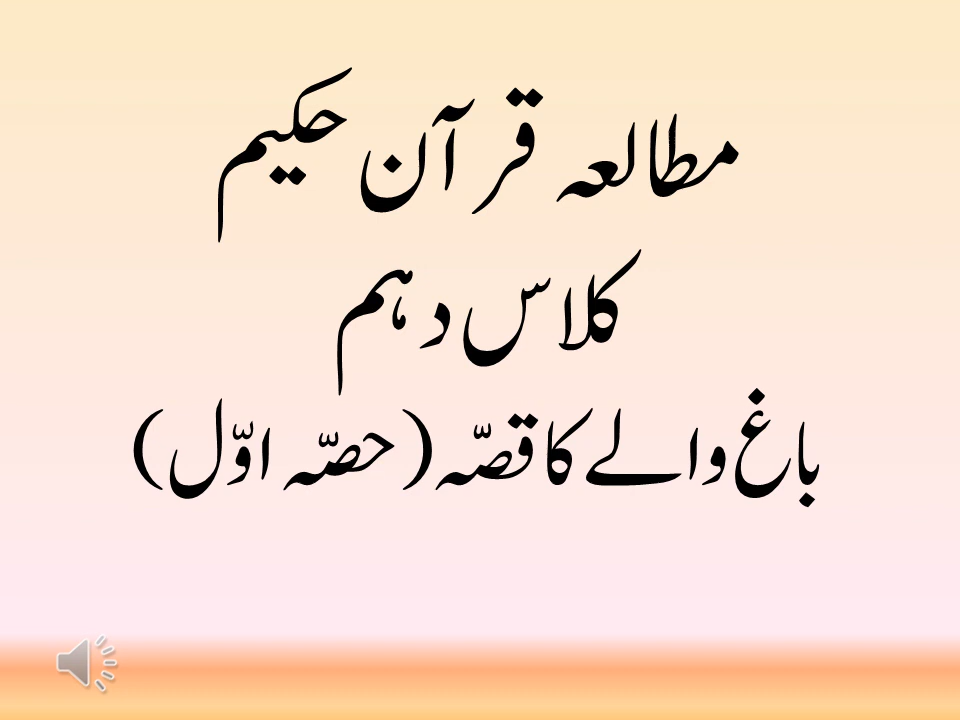 مطالعہ قرآن حکیم
کلاس دہم
باغ والے کا قصّہ (حصّہ اوّل)